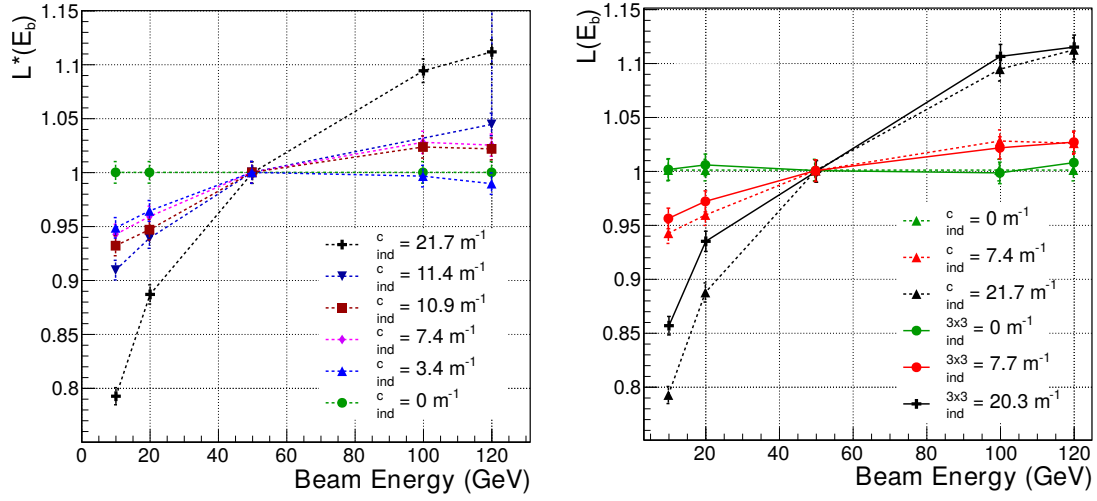 L*(E_b)
1.15
1.1
1.05
1
0.95
0.9
0.85
0.8
0 20 40 60 80 100 120
Beam Energy (GeV)
c ind = 21.7 m⁻¹
c ind = 11.4 m⁻¹
c ind = 10.9 m⁻¹
c ind = 7.4 m⁻¹
c ind = 3.4 m⁻¹
c ind = 0 m⁻¹
L(E_b)
1.15
1.1
1.05
1
0.95
0.9
0.85
0.8
20 40 60 80 100 120
Beam Energy (GeV)
c ind = 0 m⁻¹
c ind = 7.4 m⁻¹
c ind = 21.7 m⁻¹
3x3 ind = 0 m⁻¹
3x3 ind = 7.7 m⁻¹
3x3 ind = 20.3 m⁻¹